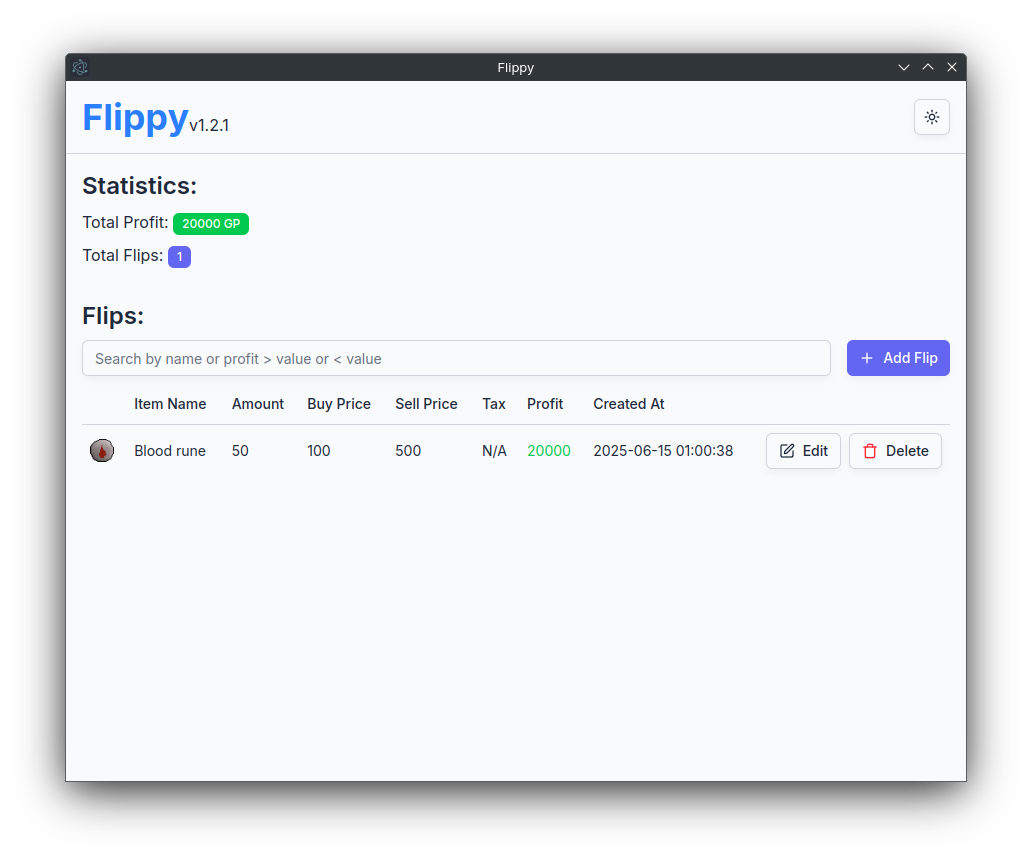 Flippy
Flippy v1.2.1
Statistics:
Total Profit: 20000 GP
Total Flips: 1
Flips:
Search by name or profit > value or < value
Add Flip
Item Name Amount Buy Price Sell Price Tax Profit Created At
Blood rune 50 100 500 N/A 20000 2025-06-15 01:00:38 Edit Delete